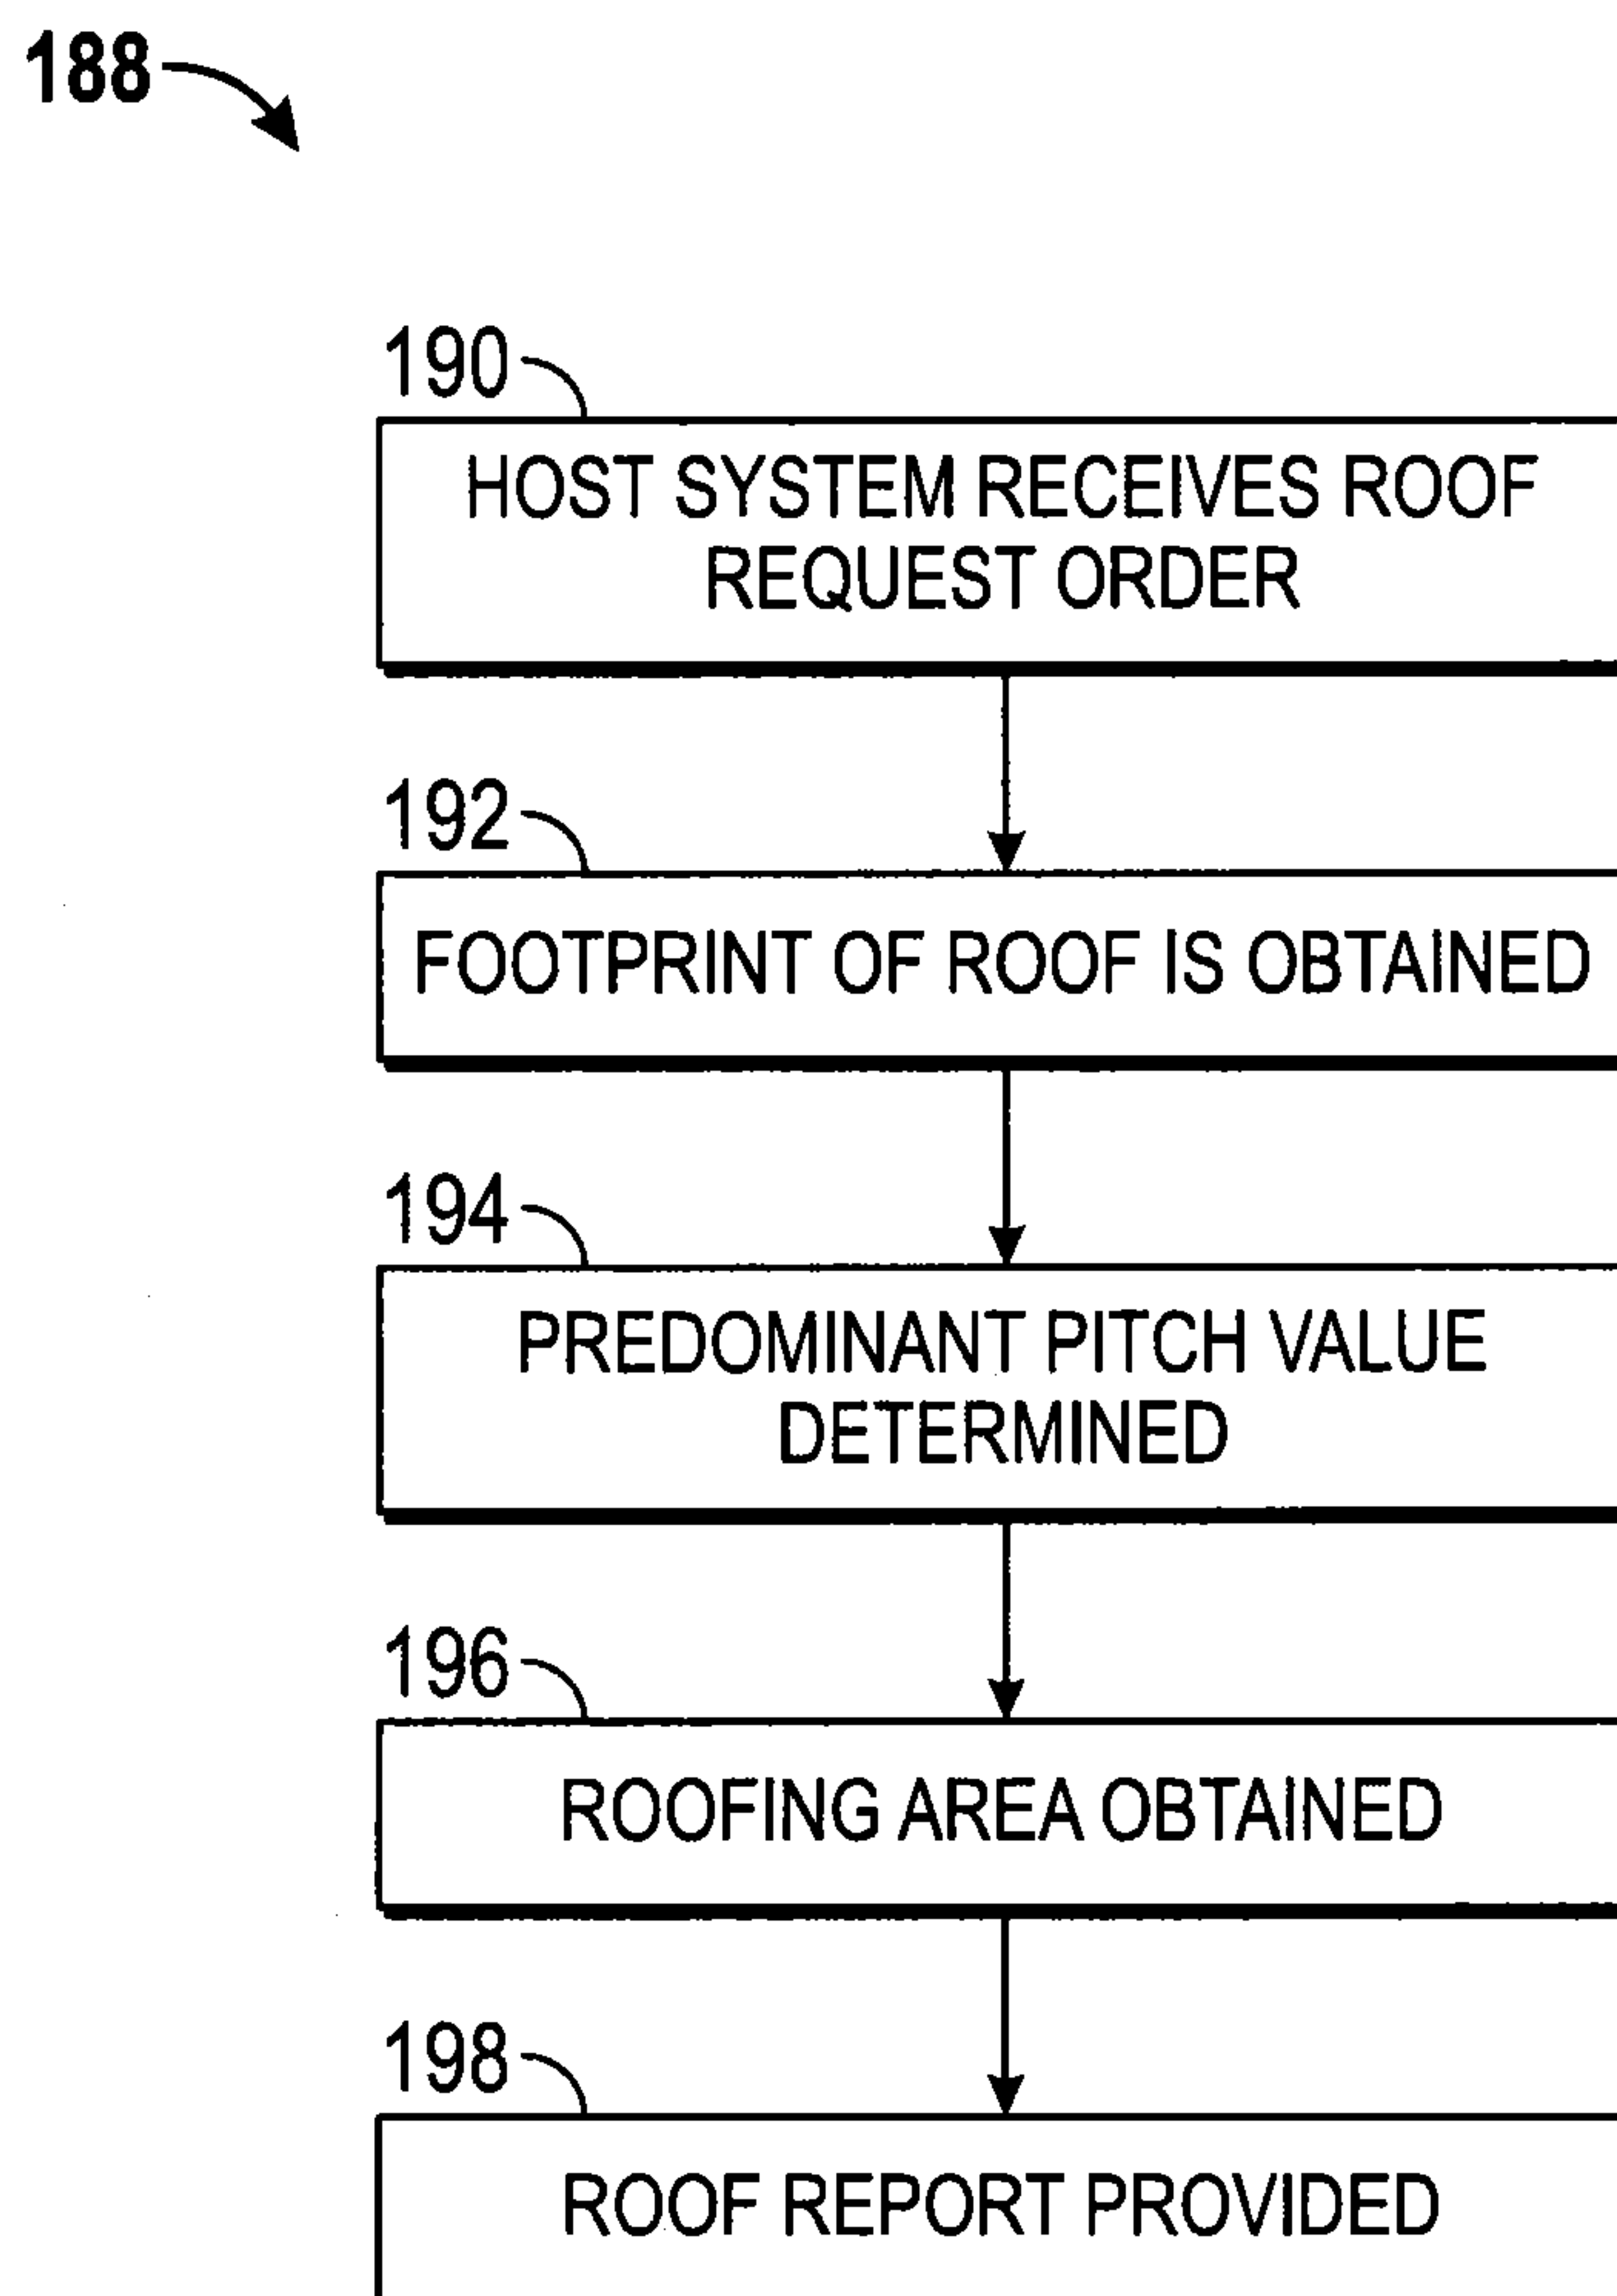 188
190
HOST SYSTEM RECEIVES ROOF
REQUEST ORDER
192
FOOTPRINT OF ROOF IS OBTAINED
194
PREDOMINANT PITCH VALUE
DETERMINED
196
ROOFING AREA OBTAINED
198
ROOF REPORT PROVIDED